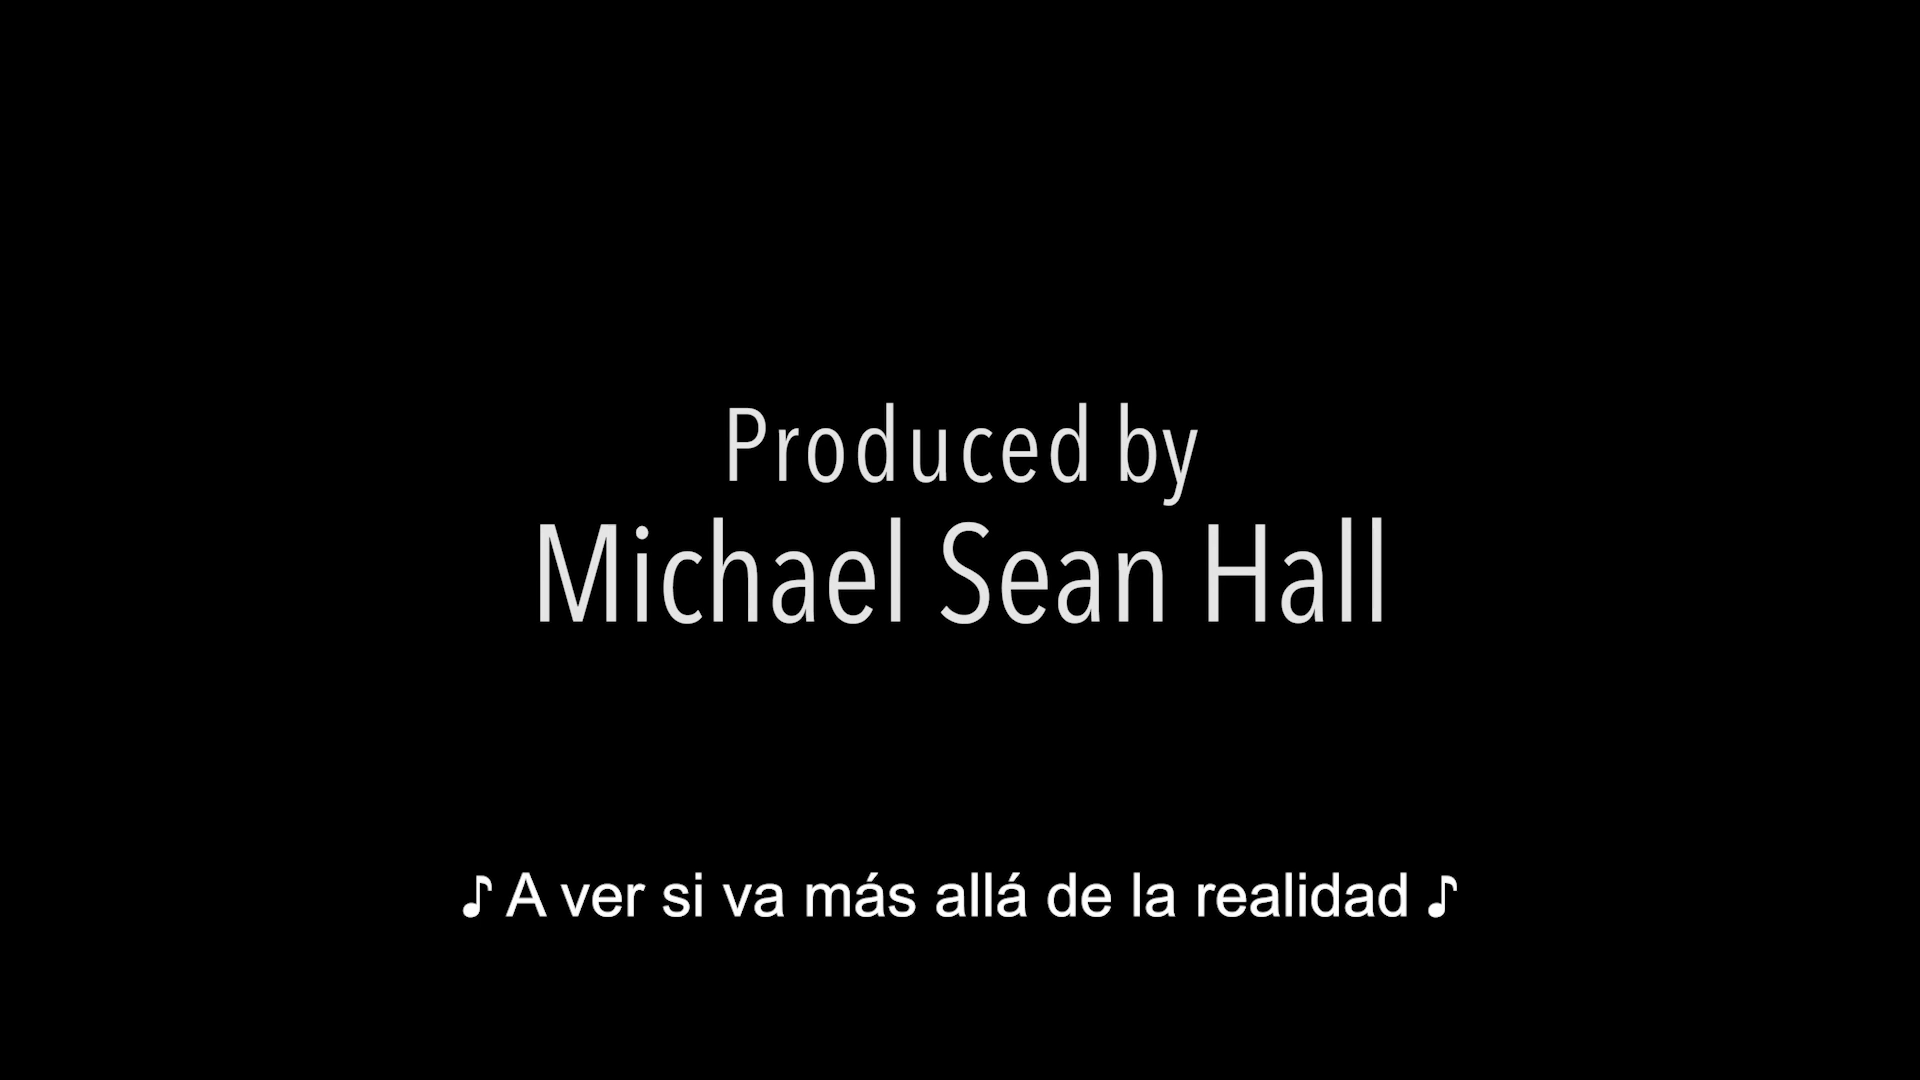 Produced by
Michael Sean Hall
♪ A ver si va más allá de la realidad ♪